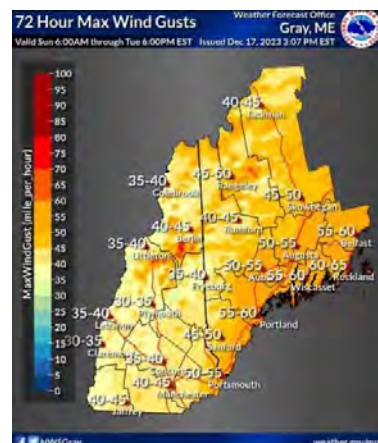 72 Hour Max Wind Gusts
Weather Forecast Office
Gray, ME
Valid Sun 6:00AM through Tue 6:00PM EST
Issued Dec 17, 2023 3:07 PM EST
MaxWindGust (mile_per_hour)
100
95
90
85
80
75
70
65
60
55
50
45
40
35
30
25
20
15
10
5
0
40-45
Jackman
35-40
Colebrook
45-50
Rangeley
45-50
Skowhegan
40-45
Berlin
40-45
Rumford
55-60
Belfast
35-40
Littleton
50-55
Augusta
35-40
Fryeburg
50-55
55-60
Wiscasset
60-65
Rockland
30-35
Plymouth
35-40
Lebanon
55-60
Portland
30-35
Claremont
45-50
Sanford
35-40
Concord
50-55
Portsmouth
40-45
Manchester
40-45
Jaffrey
NWSGray